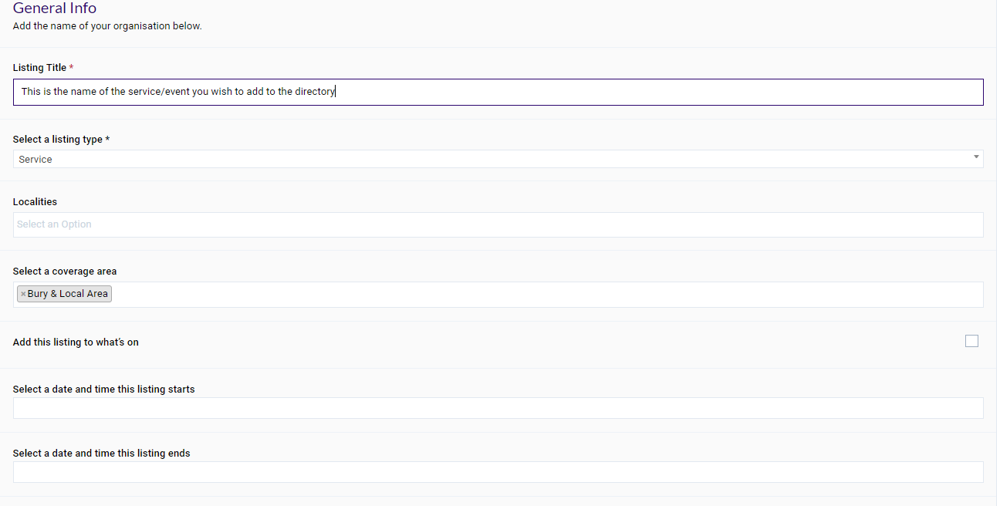 General Info
Add the name of your organisation below.
Listing Title *
This is the name of the service/event you wish to add to the directory
Select a listing type *
Service
Localities
Select an Option
Select a coverage area
×Bury & Local Area
Add this listing to what's on
Select a date and time this listing starts
Select a date and time this listing ends